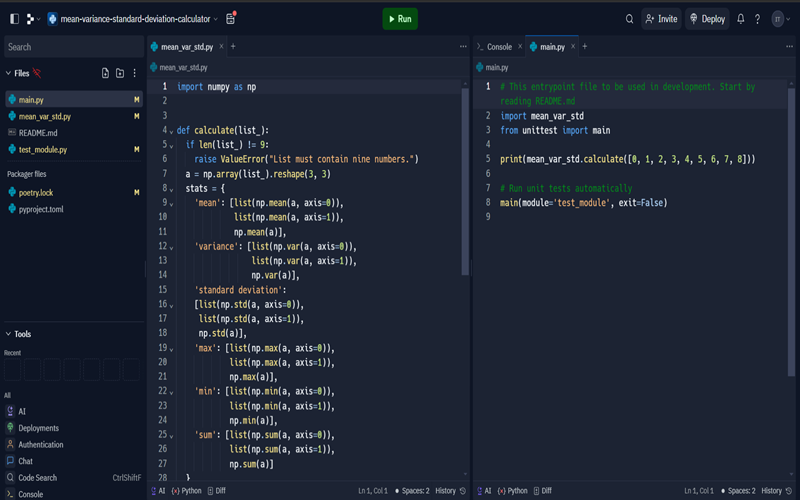 mean-variance-standard-deviation-calculator
Run
Invite
Deploy
?
IT
Search
Files
main.py M
mean_var_std.py M
README.md
test_module.py M
Packager files
poetry.lock M
pyproject.toml
Tools
Recent
All
AI
Deployments
Authentication
Chat
Code Search CtrlShiftF
Console
mean_var_std.py × +
mean_var_std.py
1 import numpy as np
2
3
4 def calculate(list_):
5 if len(list_) != 9:
6 raise ValueError("List must contain nine numbers.")
7 a = np.array(list_).reshape(3, 3)
8 stats = {
9 'mean': [list(np.mean(a, axis=0)),
10 list(np.mean(a, axis=1)),
11 np.mean(a)],
12 'variance': [list(np.var(a, axis=0)),
13 list(np.var(a, axis=1)),
14 np.var(a)],
15 'standard deviation':
16 [list(np.std(a, axis=0)),
17 list(np.std(a, axis=1)),
18 np.std(a)],
19 'max': [list(np.max(a, axis=0)),
20 list(np.max(a, axis=1)),
21 np.max(a)],
22 'min': [list(np.min(a, axis=0)),
23 list(np.min(a, axis=1)),
24 np.min(a)],
25 'sum': [list(np.sum(a, axis=0)),
26 list(np.sum(a, axis=1)),
27 np.sum(a)]
28 }
AI Python Diff Ln 1, Col 1 Spaces: 2 History
Console × main.py × +
main.py
1 # This entrypoint file to be used in development. Start by
reading README.md
2 import mean_var_std
3 from unittest import main
4
5 print(mean_var_std.calculate([0, 1, 2, 3, 4, 5, 6, 7, 8]))
6
7 # Run unit tests automatically
8 main(module='test_module', exit=False)
9
AI Python Diff Ln 1, Col 1 Spaces: 2 History